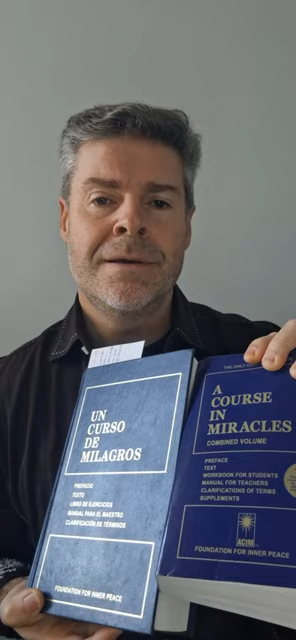 UN
CURSO
DE
MILAGROS
PREFACIO
TEXTO
LIBRO DE EJERCICIOS
MANUAL PARA EL MAESTRO
CLARIFICACIÓN DE TÉRMINOS
FOUNDATION FOR INNER PEACE
THE ONLY
A
COURSE
IN
MIRACLES
COMBINED VOLUME
PREFACE
TEXT
WORKBOOK FOR STUDENTS
MANUAL FOR TEACHERS
CLARIFICATIONS OF TERMS
SUPPLEMENTS
ACIM
FOUNDATION FOR INNER PEACE